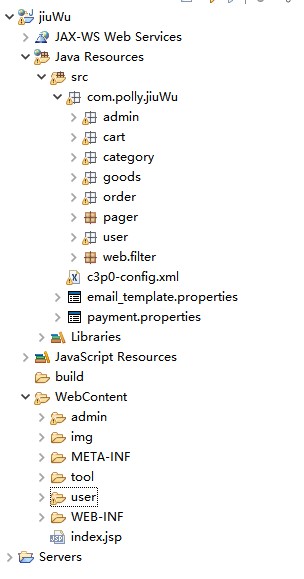 jiuWu
JAX-WS Web Services
Java Resources
src
com.polly.jiuWu
admin
cart
category
goods
order
pager
user
web.filter
c3p0-config.xml
email_template.properties
payment.properties
Libraries
JavaScript Resources
build
WebContent
admin
img
META-INF
tool
user
WEB-INF
index.jsp
Servers